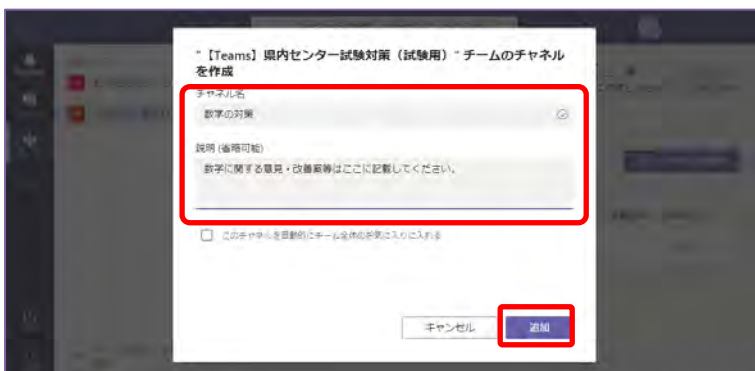 "【Teams】県内センター試験対策（試験用）" チームのチャネル
を作成
チャネル名
数学の対策
説明 (省略可能)
数学に関する意見・改善案等はここに記載してください。
このチャネルを自動的にチーム全体のお気に入りに入れる
キャンセル
追加